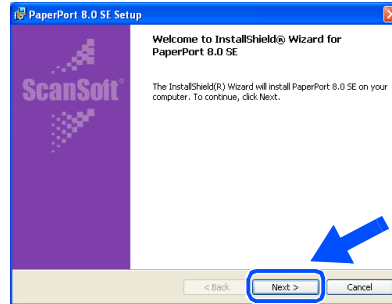 PaperPort 8.0 SE Setup
Welcome to InstallShield® Wizard for
PaperPort 8.0 SE
ScanSoft®
The InstallShield(R) Wizard will install PaperPort 8.0 SE on your
computer. To continue, click Next.
< Back
Next >
Cancel